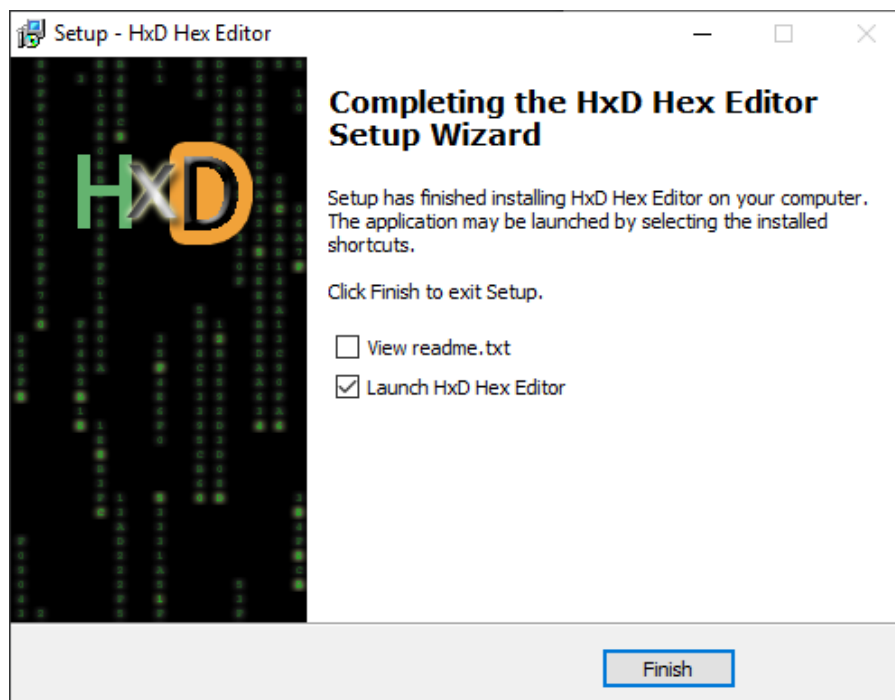 Setup - HxD Hex Editor
HxD
Completing the HxD Hex Editor
Setup Wizard
Setup has finished installing HxD Hex Editor on your computer.
The application may be launched by selecting the installed
shortcuts.
Click Finish to exit Setup.
View readme.txt
Launch HxD Hex Editor
Finish